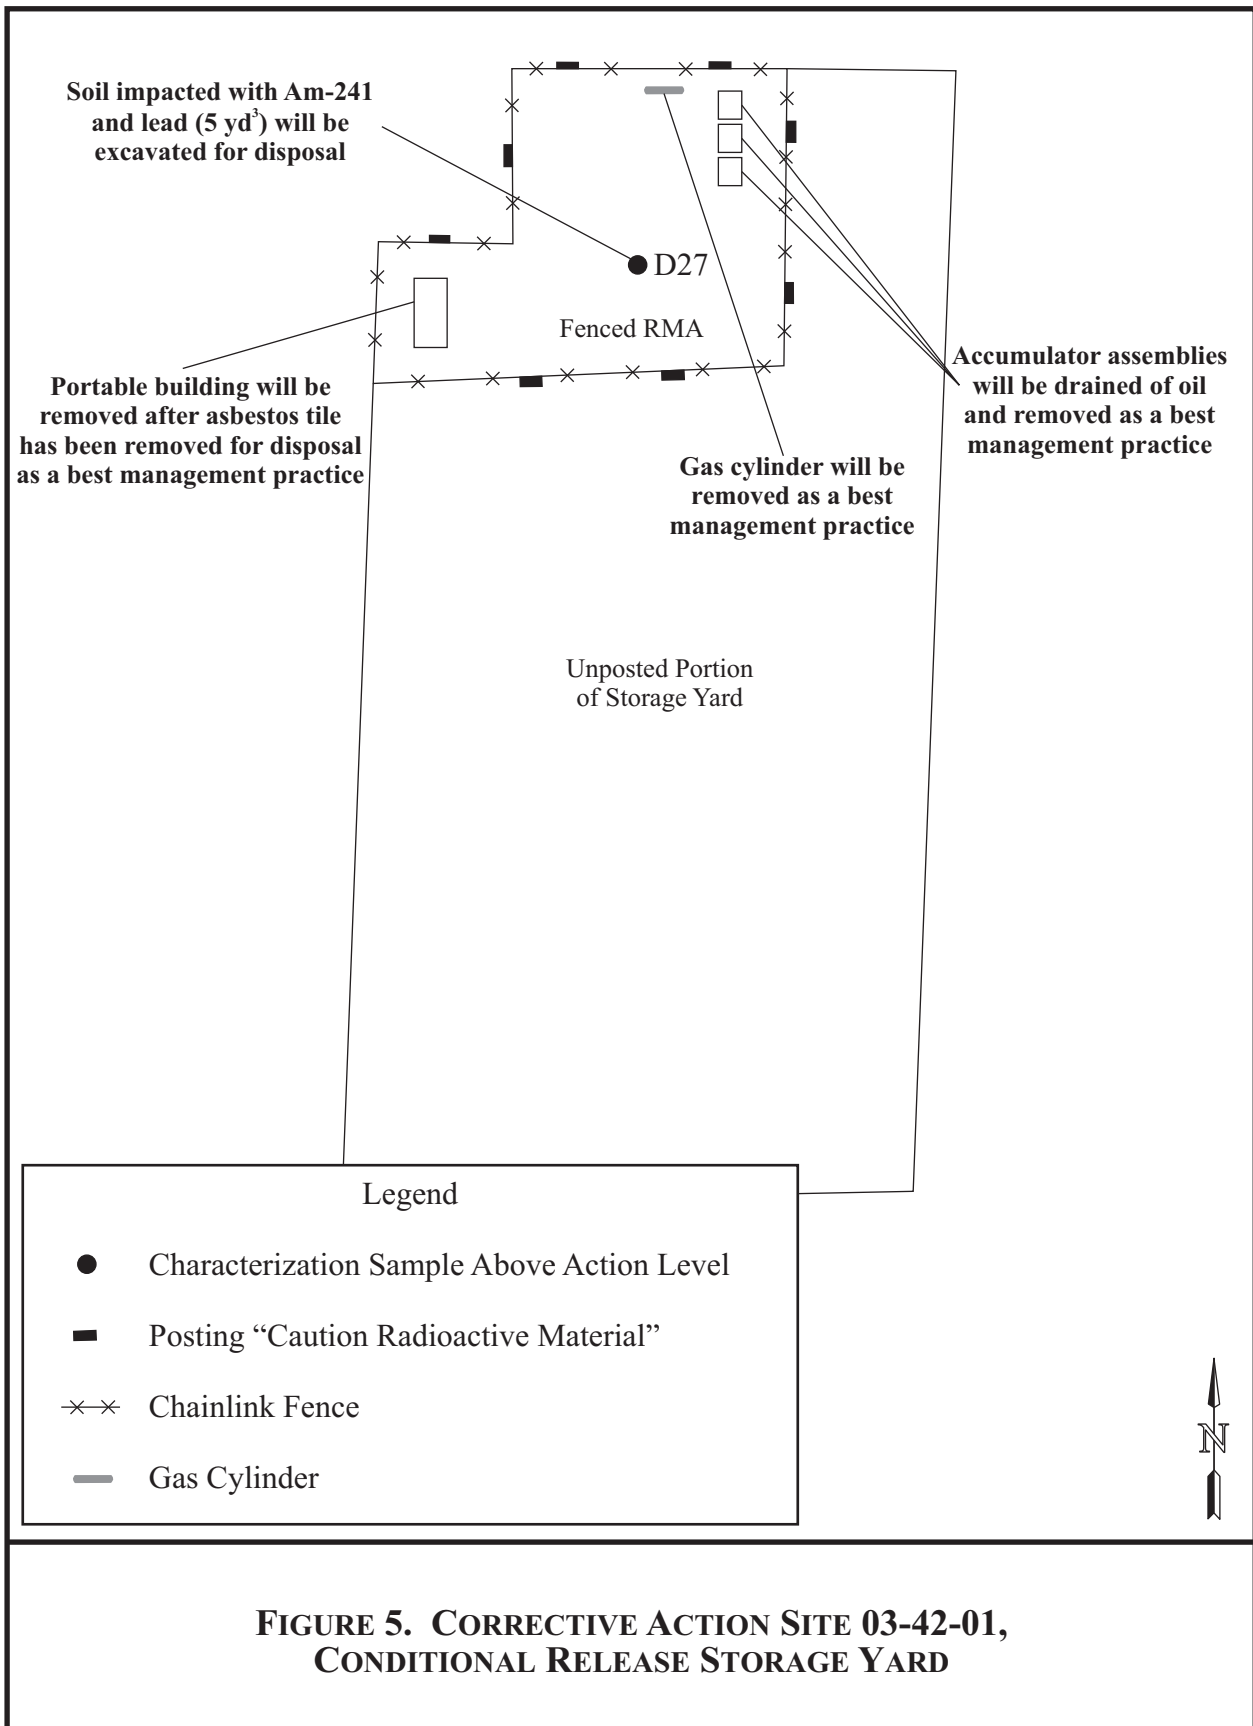 Soil impacted with Am-241
and lead (5 yd³) will be
excavated for disposal
D27
Fenced RMA
Portable building will be
removed after asbestos tile
has been removed for disposal
as a best management practice
Accumulator assemblies
will be drained of oil
and removed as a best
management practice
Gas cylinder will be
removed as a best
management practice
Unposted Portion
of Storage Yard
Legend
Characterization Sample Above Action Level
Posting “Caution Radioactive Material”
Chainlink Fence
Gas Cylinder
N
FIGURE 5. CORRECTIVE ACTION SITE 03-42-01,
CONDITIONAL RELEASE STORAGE YARD